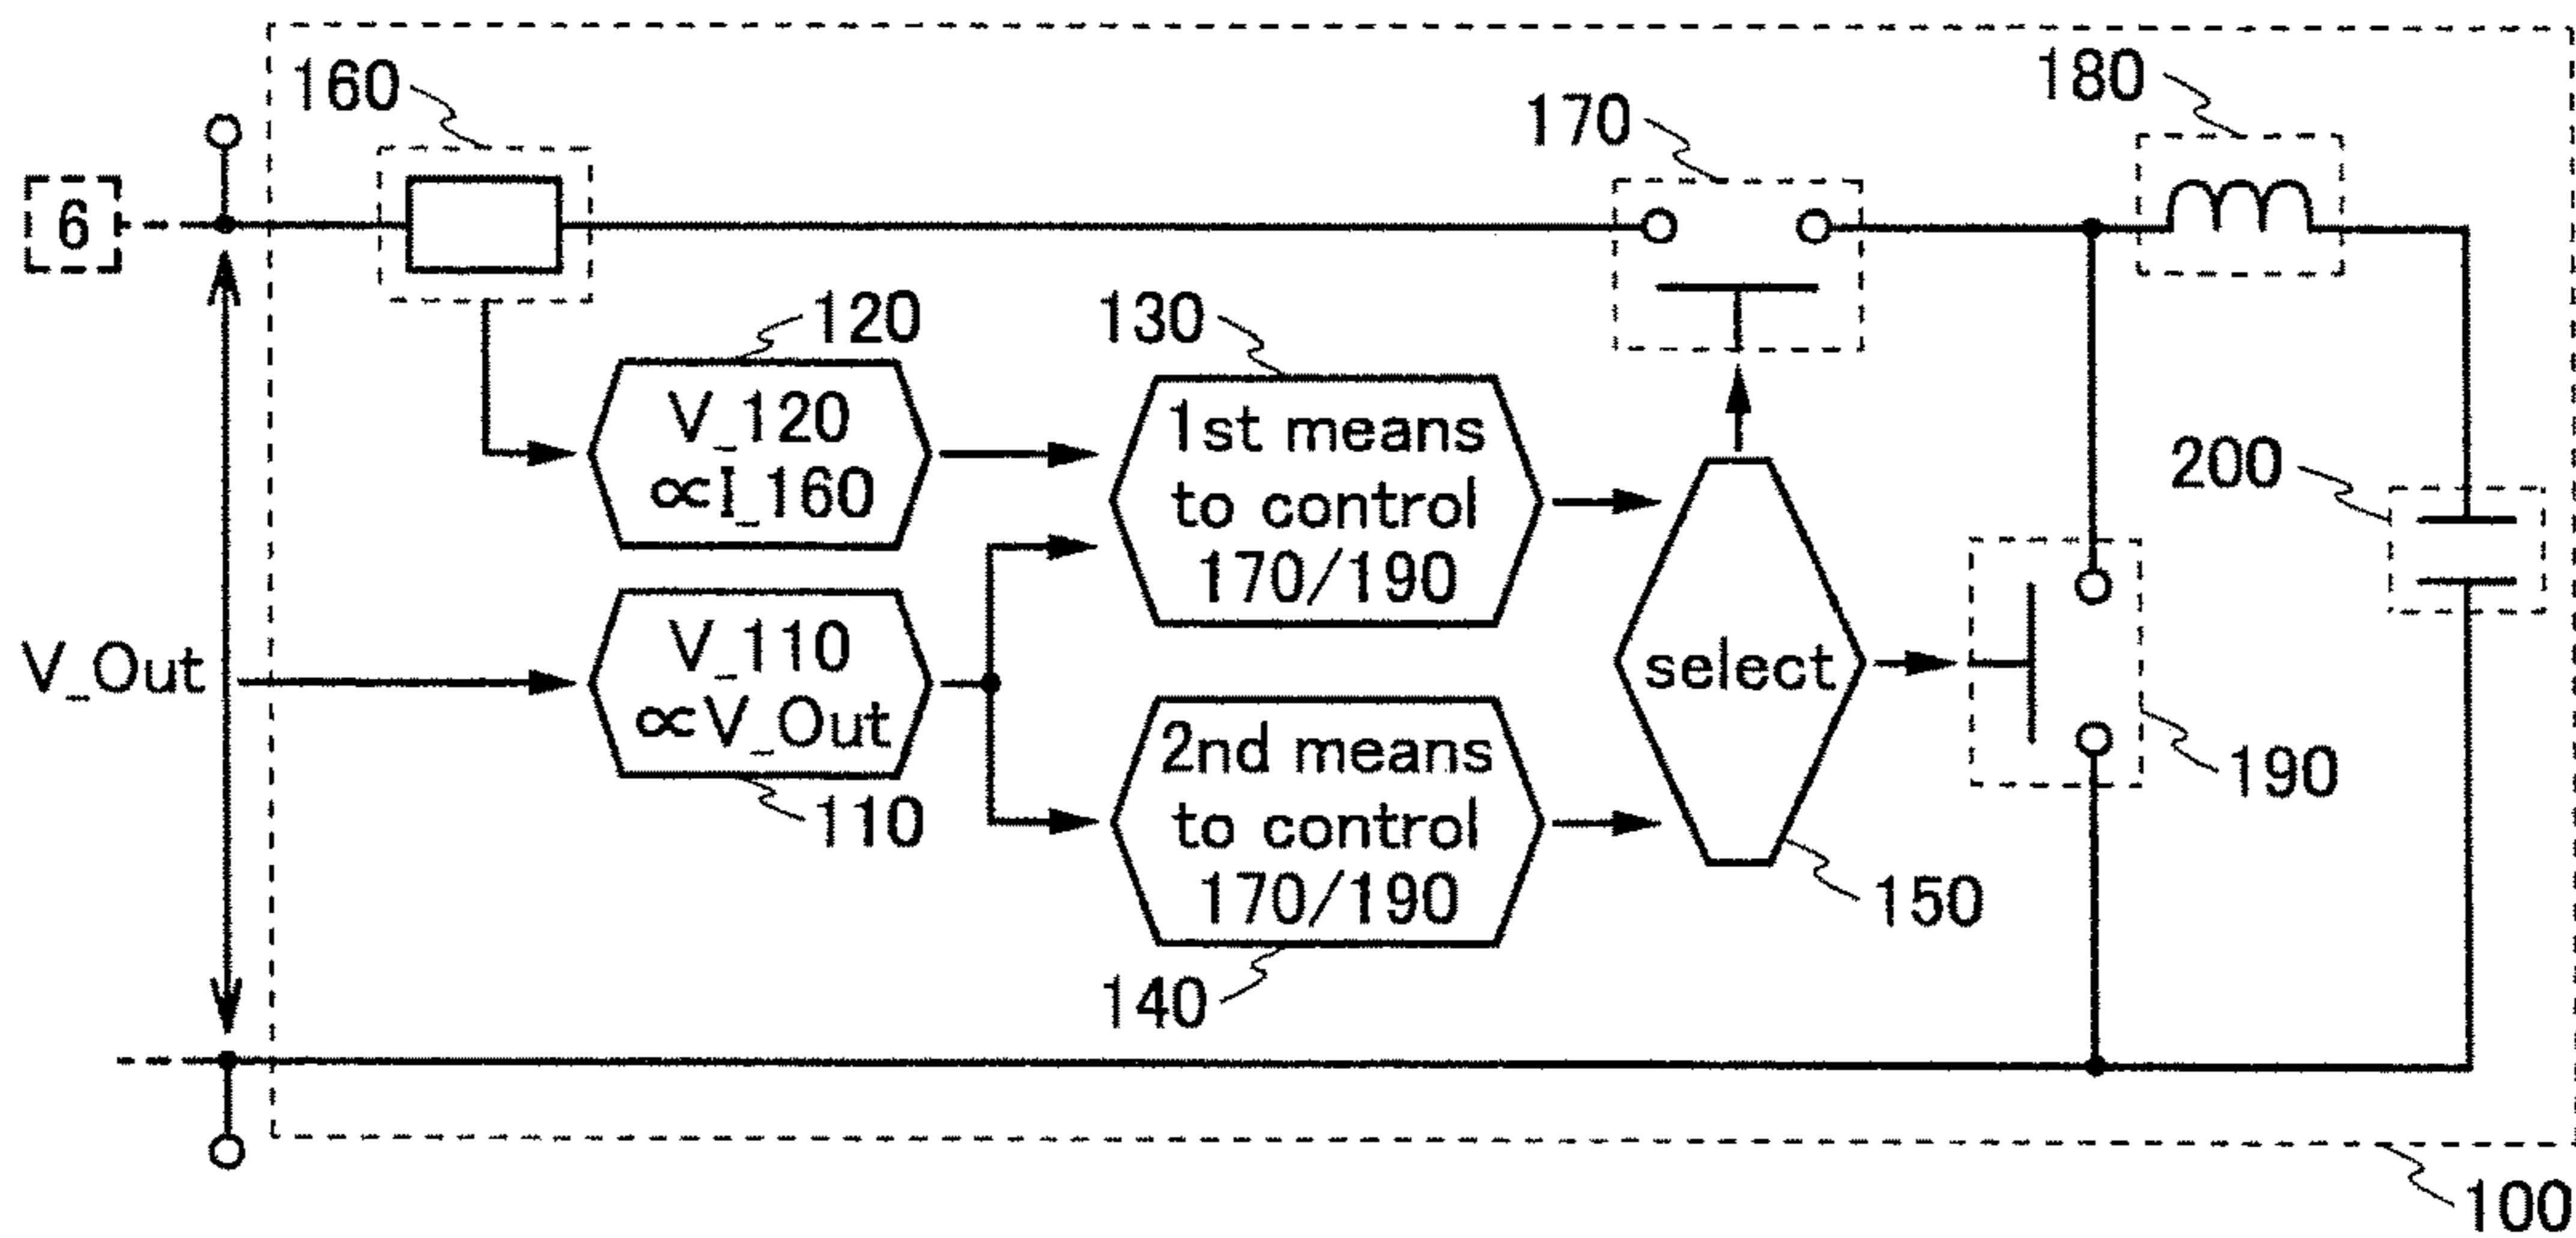 160
180
170
6
120
130
V_120
∝I_160
1st means
to control
170/190
200
V_Out
V_110
∝V_Out
110
select
2nd means
to control
170/190
190
140
150
100